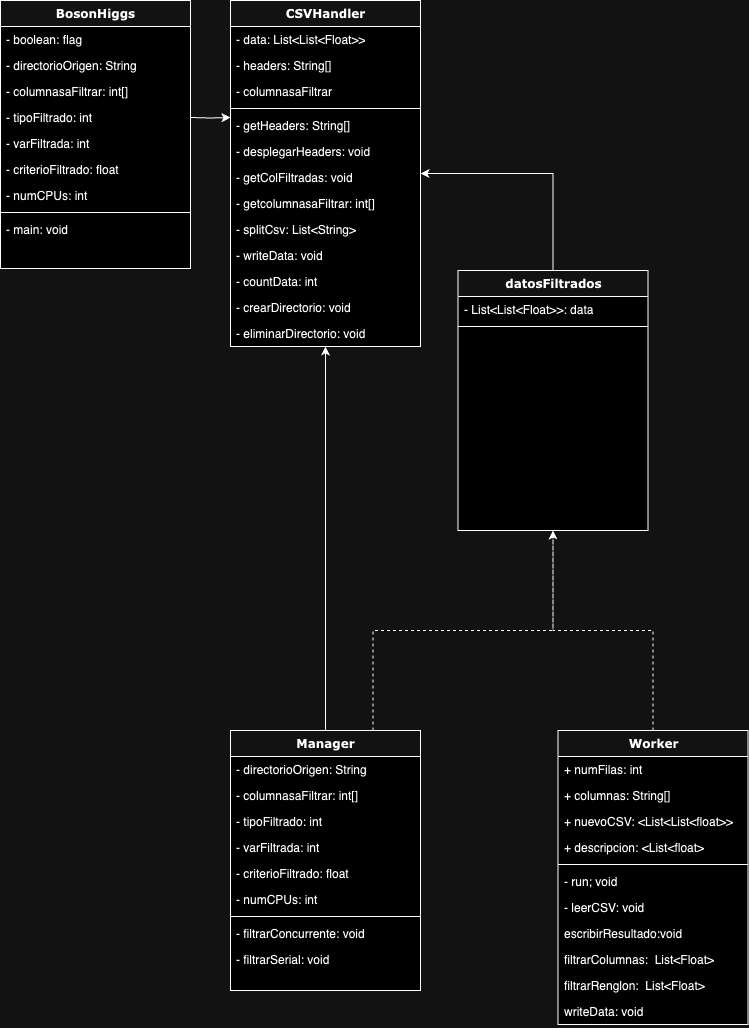 BosonHiggs
- boolean: flag
- directorioOrigen: String
- columnasaFiltrar: int[]
- tipoFiltrado: int
- varFiltrada: int
- criterioFiltrado: float
- numCPUs: int
- main: void
CSVHandler
- data: List<List<Float>>
- headers: String[]
- columnasaFiltrar
- getHeaders: String[]
- desplegarHeaders: void
- getColFiltradas: void
- getcolumnasaFiltrar: int[]
- splitCsv: List<String>
- writeData: void
- countData: int
- crearDirectorio: void
- eliminarDirectorio: void
datosFiltrados
- List<List<Float>>: data
Manager
- directorioOrigen: String
- columnasaFiltrar: int[]
- tipoFiltrado: int
- varFiltrada: int
- criterioFiltrado: float
- numCPUs: int
- filtrarConcurrente: void
- filtrarSerial: void
Worker
+ numFilas: int
+ columnas: String[]
+ nuevoCSV: <List<List<float>>
+ descripcion: <List<float>
- run; void
- leerCSV: void
escribirResultado:void
filtrarColumnas:  List<Float>
filtrarRenglon:  List<Float>
writeData: void